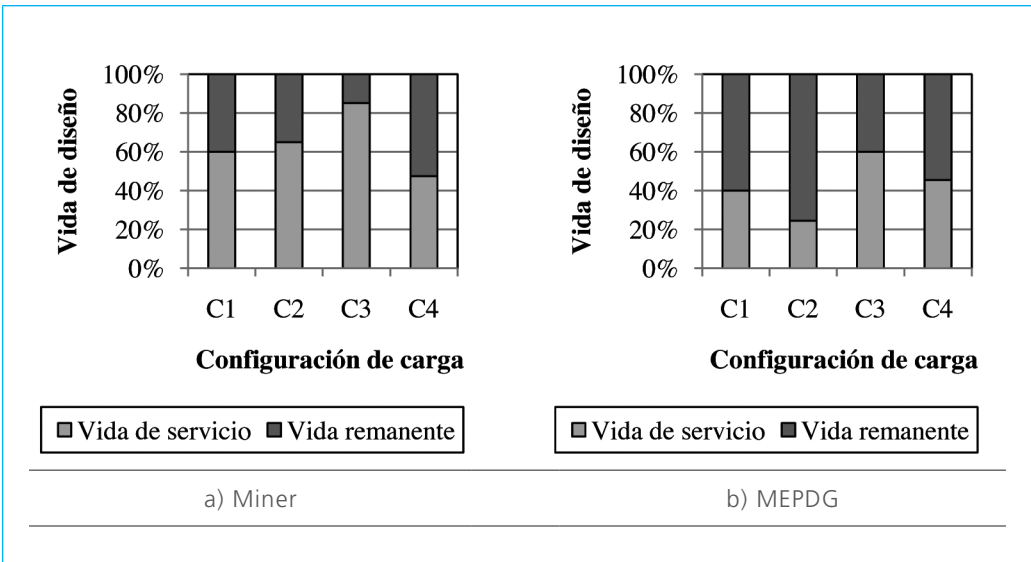 100%
80%
60%
40%
20%
0%
Vida de diseño
C1 C2 C3 C4
Configuración de carga
Vida de servicio Vida remanente
a) Miner
100%
80%
60%
40%
20%
0%
Vida de diseño
C1 C2 C3 C4
Configuración de carga
Vida de servicio Vida remanente
b) MEPDG